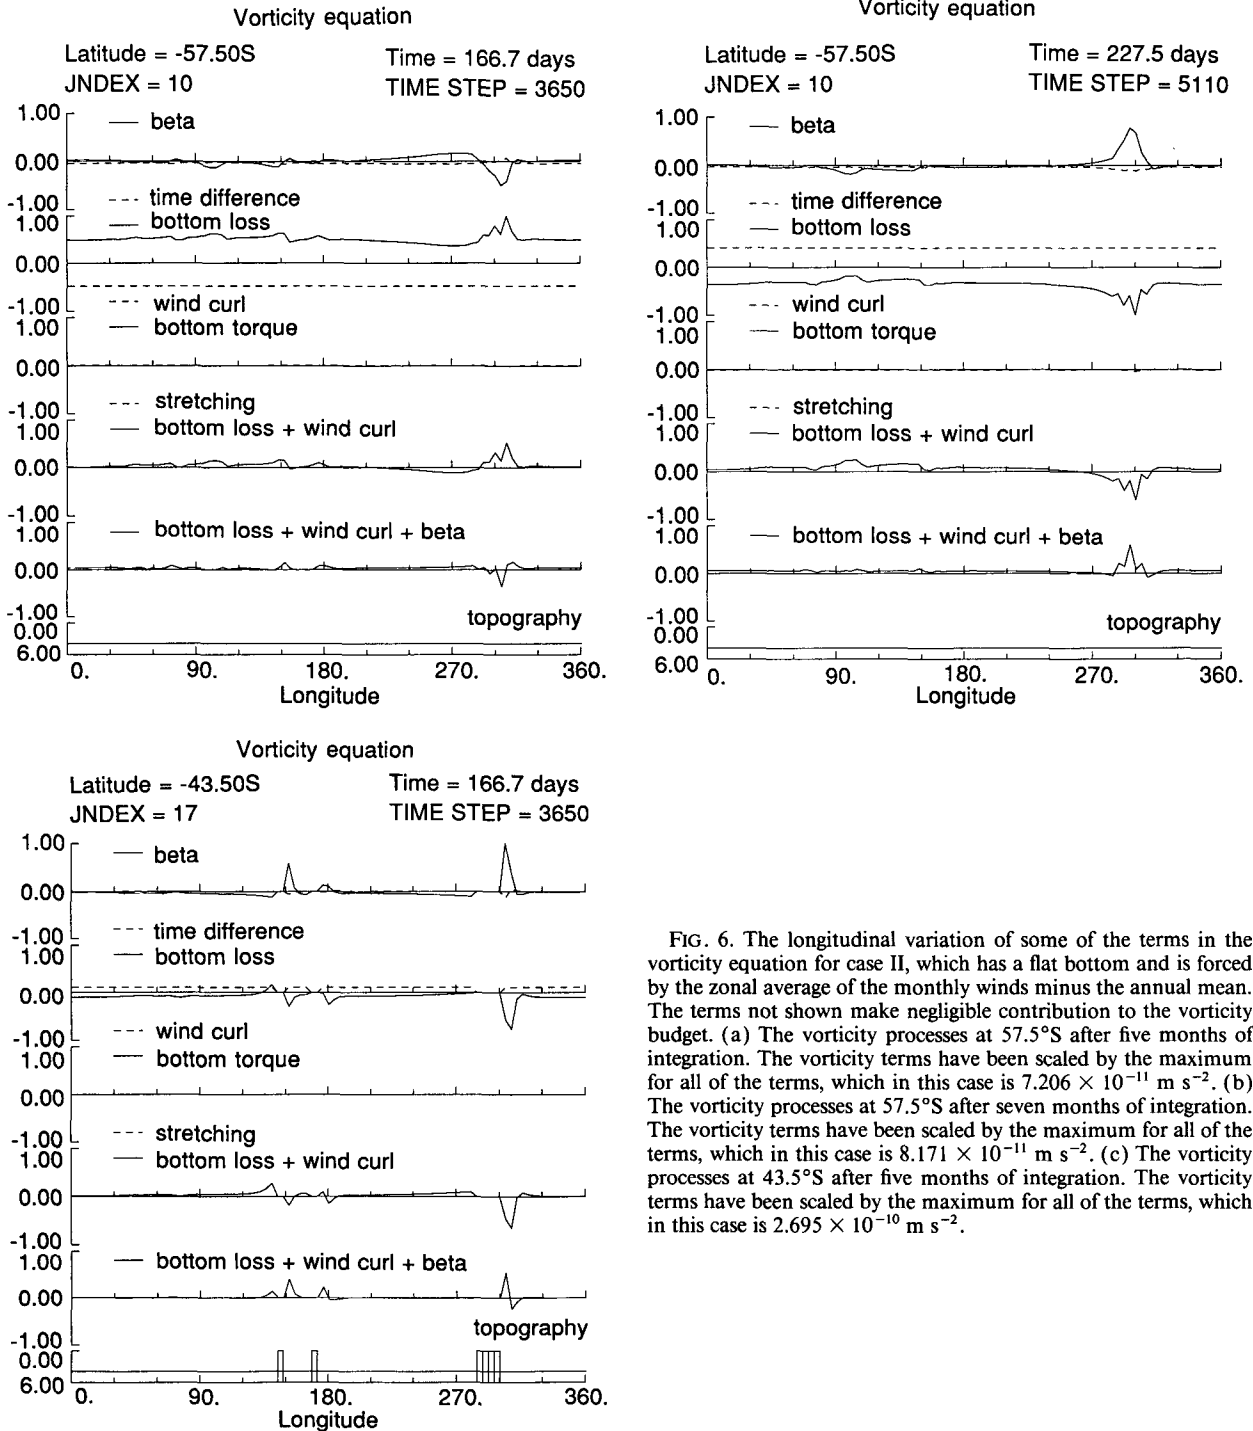 Vorticity equation
Latitude = -57.50S
Time = 166.7 days
JNDEX = 10
TIME STEP = 3650
1.00
beta
0.00
-1.00
time difference
1.00
bottom loss
0.00
-1.00
wind curl
1.00
bottom torque
0.00
-1.00
stretching
1.00
bottom loss + wind curl
0.00
-1.00
1.00
bottom loss + wind curl + beta
0.00
-1.00
topography
0.00
6.00
0. 90. 180. 270. 360.
Longitude
Vorticity equation
Latitude = -57.50S
Time = 227.5 days
JNDEX = 10
TIME STEP = 5110
1.00
beta
0.00
-1.00
time difference
1.00
bottom loss
0.00
-1.00
wind curl
1.00
bottom torque
0.00
-1.00
stretching
1.00
bottom loss + wind curl
0.00
-1.00
1.00
bottom loss + wind curl + beta
0.00
-1.00
topography
0.00
6.00
0. 90. 180. 270. 360.
Longitude
Vorticity equation
Latitude = -43.50S
Time = 166.7 days
JNDEX = 17
TIME STEP = 3650
1.00
beta
0.00
-1.00
time difference
1.00
bottom loss
0.00
-1.00
wind curl
1.00
bottom torque
0.00
-1.00
stretching
1.00
bottom loss + wind curl
0.00
-1.00
1.00
bottom loss + wind curl + beta
0.00
-1.00
topography
0.00
6.00
0. 90. 180. 270. 360.
Longitude
FIG. 6. The longitudinal variation of some of the terms in the
vorticity equation for case II, which has a flat bottom and is forced
by the zonal average of the monthly winds minus the annual mean.
The terms not shown make negligible contribution to the vorticity
budget. (a) The vorticity processes at 57.5°S after five months of
integration. The vorticity terms have been scaled by the maximum
for all of the terms, which in this case is 7.206 × 10⁻¹¹ m s⁻². (b)
The vorticity processes at 57.5°S after seven months of integration.
The vorticity terms have been scaled by the maximum for all of the
terms, which in this case is 8.171 × 10⁻¹¹ m s⁻². (c) The vorticity
processes at 43.5°S after five months of integration. The vorticity
terms have been scaled by the maximum for all of the terms, which
in this case is 2.695 × 10⁻¹⁰ m s⁻².